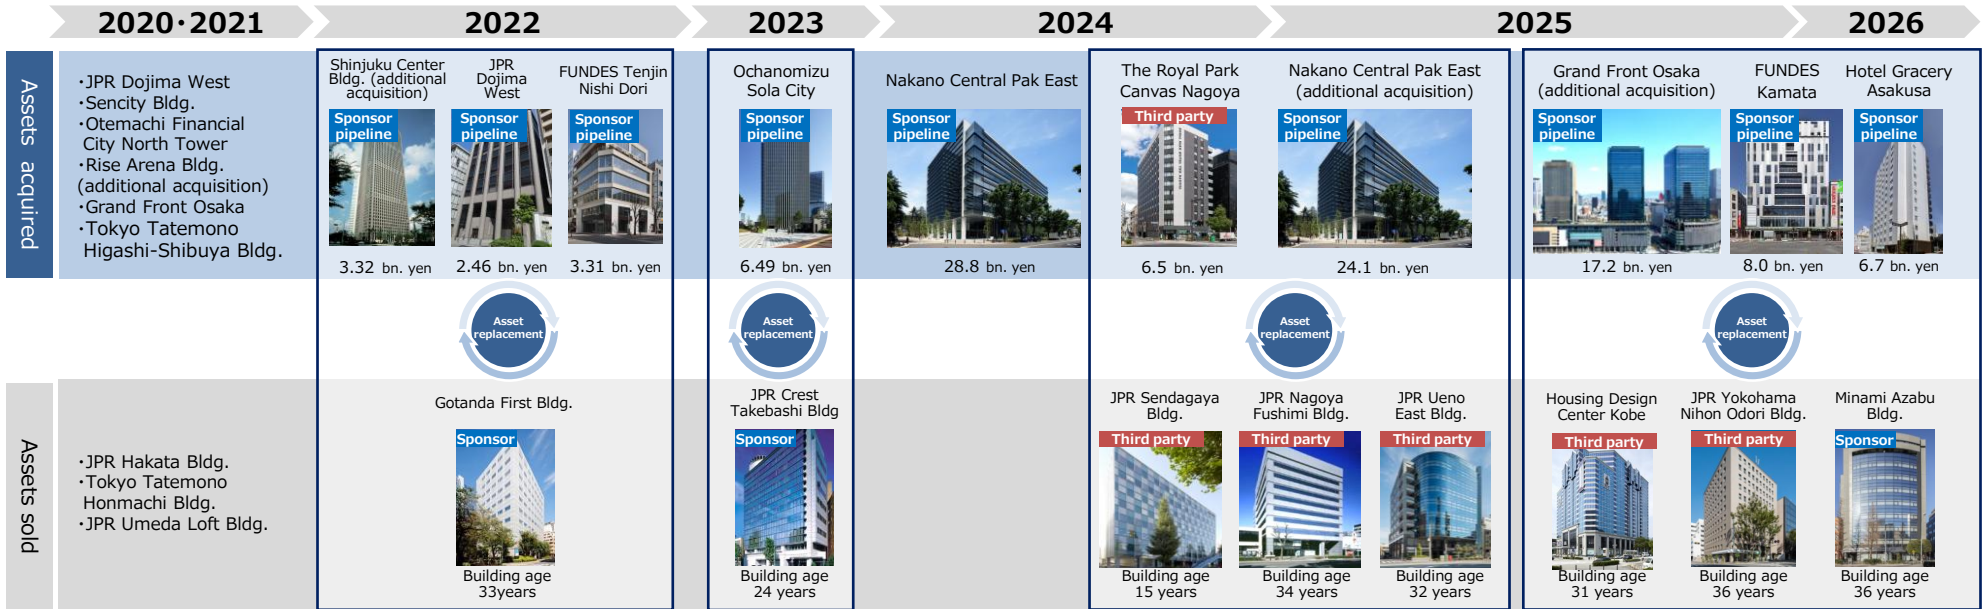 2020･2021
2022
2023
2024
2025
2026
Assets acquired
･JPR Dojima West
･Sencity Bldg.
･Otemachi Financial
City North Tower
･Rise Arena Bldg.
(additional acquisition)
･Grand Front Osaka
･Tokyo Tatemono
Higashi-Shibuya Bldg.
Shinjuku Center
Bldg. (additional
acquisition)
Sponsor
pipeline
3.32 bn. yen
JPR
Dojima
West
Sponsor
pipeline
2.46 bn. yen
FUNDES Tenjin
Nishi Dori
Sponsor
pipeline
3.31 bn. yen
Ochanomizu
Sola City
Sponsor
pipeline
6.49 bn. yen
Nakano Central Pak East
Sponsor
pipeline
28.8 bn. yen
The Royal Park
Canvas Nagoya
Third party
6.5 bn. yen
Nakano Central Pak East
(additional acquisition)
Sponsor
pipeline
24.1 bn. yen
Grand Front Osaka
(additional acquisition)
Sponsor
pipeline
17.2 bn. yen
FUNDES
Kamata
Sponsor
pipeline
8.0 bn. yen
Hotel Gracery
Asakusa
Sponsor
pipeline
6.7 bn. yen
Asset
replacement
Asset
replacement
Asset
replacement
Asset
replacement
Assets sold
･JPR Hakata Bldg.
･Tokyo Tatemono
Honmachi Bldg.
･JPR Umeda Loft Bldg.
Gotanda First Bldg.
Sponsor
Building age
33years
JPR Crest
Takebashi Bldg
Sponsor
Building age
24 years
JPR Sendagaya
Bldg.
Third party
Building age
15 years
JPR Nagoya
Fushimi Bldg.
Third party
Building age
34 years
JPR Ueno
East Bldg.
Third party
Building age
32 years
Housing Design
Center Kobe
Third party
Building age
31 years
JPR Yokohama
Nihon Odori Bldg.
Third party
Building age
36 years
Minami Azabu
Bldg.
Sponsor
Building age
36 years